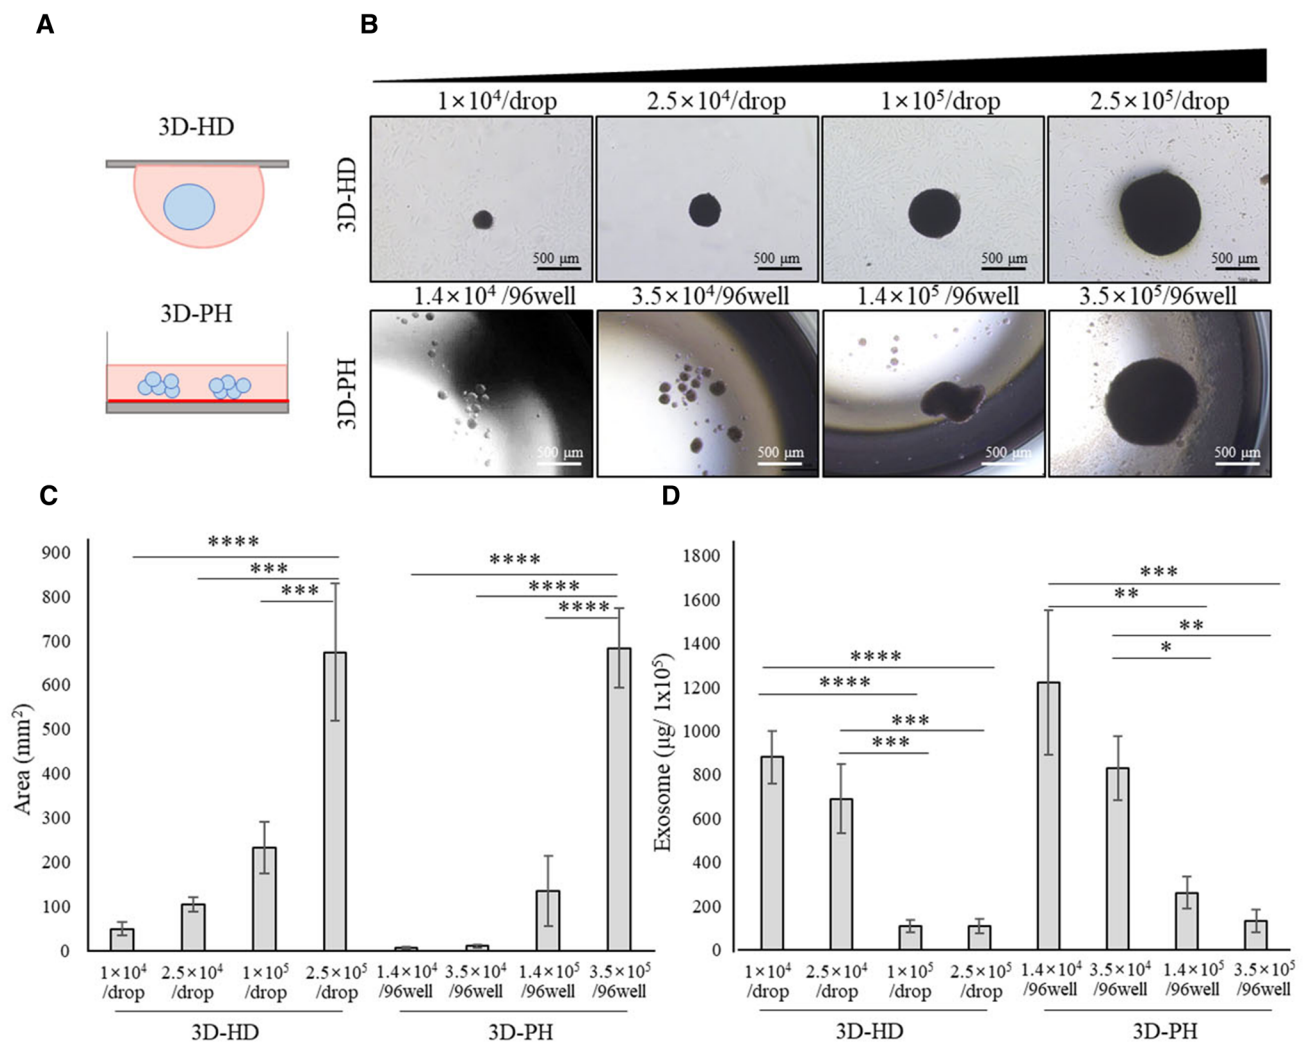 A
B
3D-HD
3D-PH
1×10⁴/drop
2.5×10⁴/drop
1×10⁵/drop
2.5×10⁵/drop
3D-HD
500 µm
500 µm
500 µm
500 µm
1.4×10⁴ /96well
3.5×10⁴/96well
1.4×10⁵ /96well
3.5×10⁵/96well
3D-PH
500 µm
500 µm
500 µm
500 µm
C
Area (mm²)
900
800
700
600
500
400
300
200
100
0
****
***
***
****
****
****
1×10⁴ /drop
2.5×10⁴ /drop
1×10⁵ /drop
2.5×10⁵ /drop
1.4×10⁴ /96well
3.5×10⁴ /96well
1.4×10⁵ /96well
3.5×10⁵ /96well
3D-HD
3D-PH
D
Exosome (µg/ 1x10⁵)
1800
1600
1400
1200
1000
800
600
400
200
0
****
****
***
***
***
**
**
*
1×10⁴ /drop
2.5×10⁴ /drop
1×10⁵ /drop
2.5×10⁵ /drop
1.4×10⁴ /96well
3.5×10⁴ /96well
1.4×10⁵ /96well
3.5×10⁵ /96well
3D-HD
3D-PH